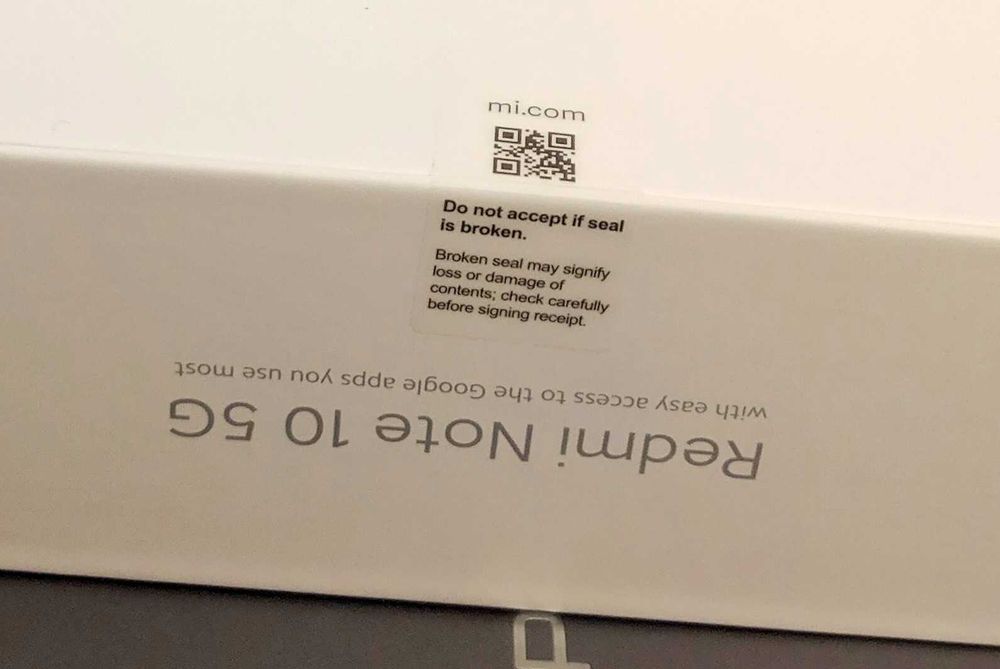 mi.com
Do not accept if seal
is broken.
Broken seal may signify
loss or damage of
contents; check carefully
before signing receipt.
Redmi Note 10 5G
with easy access to the Google apps you use most